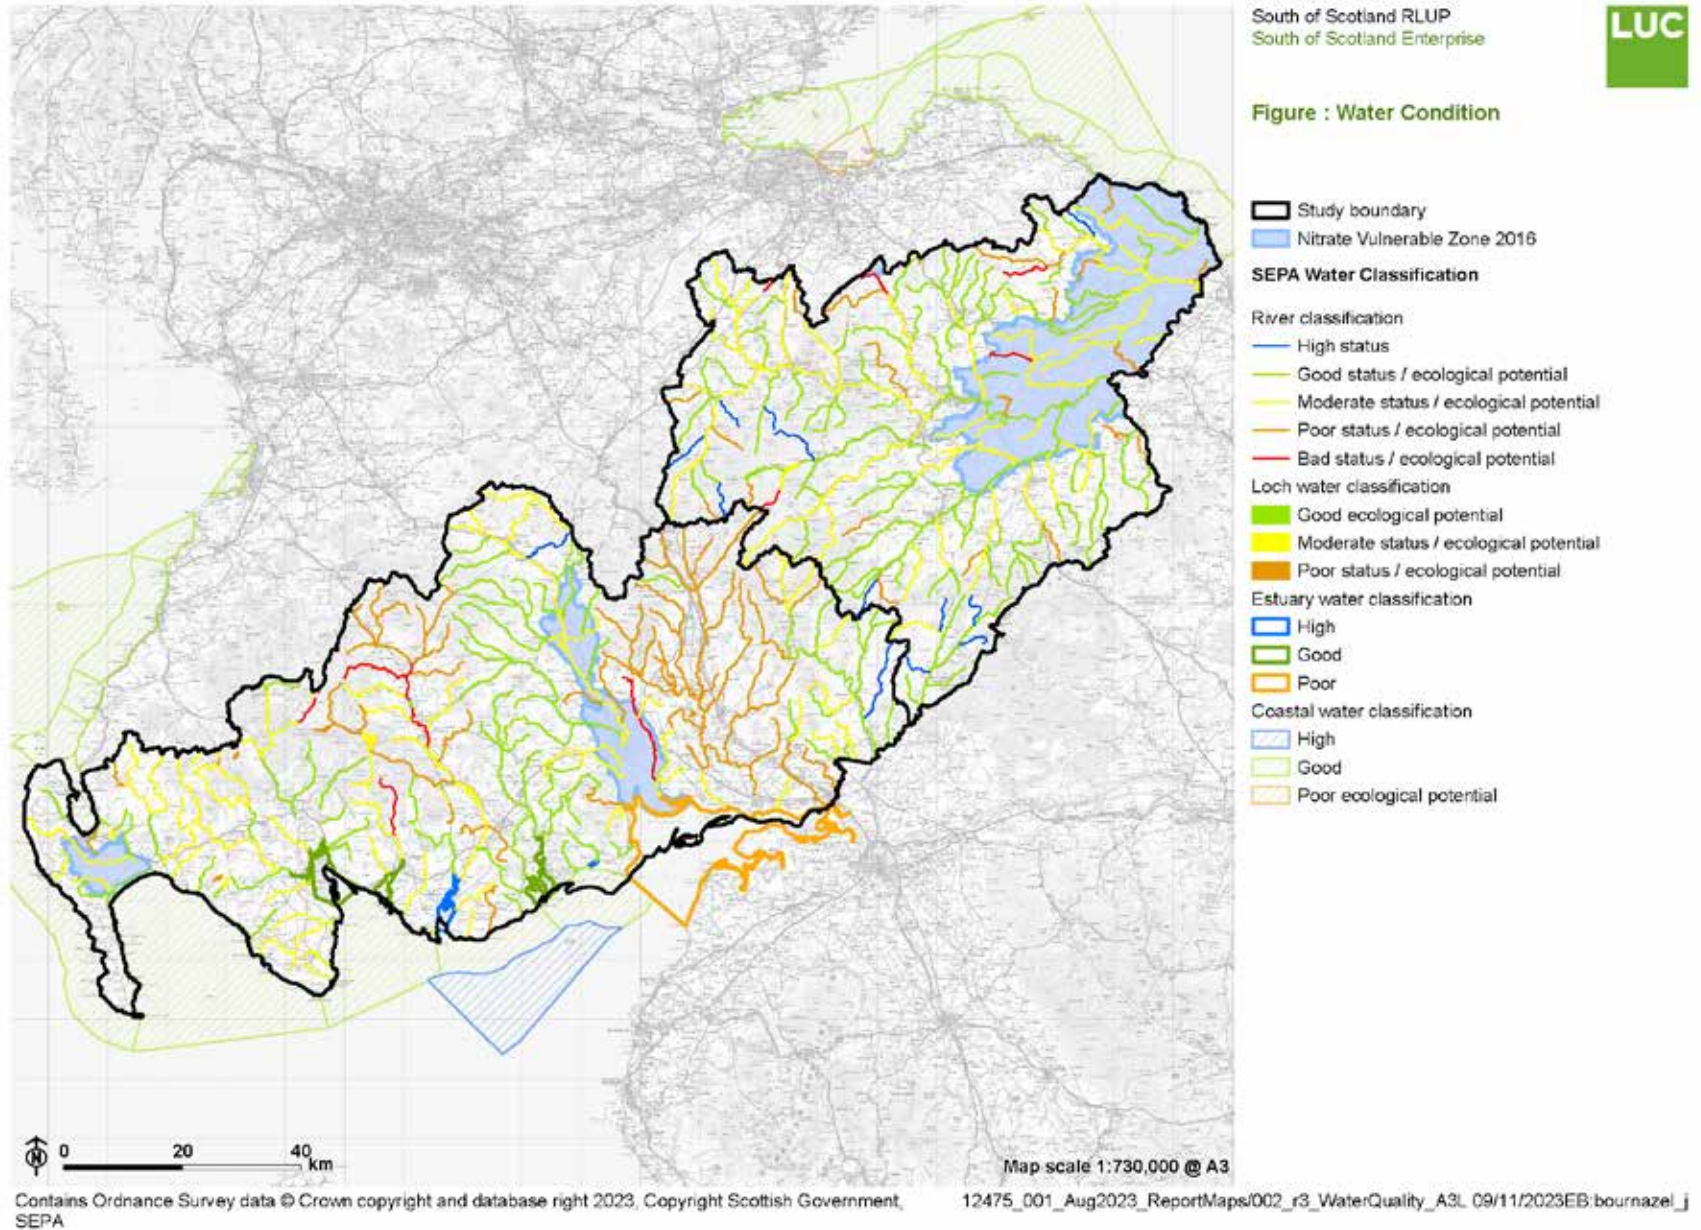 South of Scotland RLUP
South of Scotland Enterprise
LUC
Figure : Water Condition
Study boundary
Nitrate Vulnerable Zone 2016
SEPA Water Classification
River classification
High status
Good status / ecological potential
Moderate status / ecological potential
Poor status / ecological potential
Bad status / ecological potential
Loch water classification
Good ecological potential
Moderate status / ecological potential
Poor status / ecological potential
Estuary water classification
High
Good
Poor
Coastal water classification
High
Good
Poor ecological potential
N
0 20 40 km
Map scale 1:730,000 @ A3
Contains Ordnance Survey data © Crown copyright and database right 2023, Copyright Scottish Government,
SEPA
12475_001_Aug2023_ReportMaps/002_r3_WaterQuality_A3L 09/11/2023EB:bournazel_j